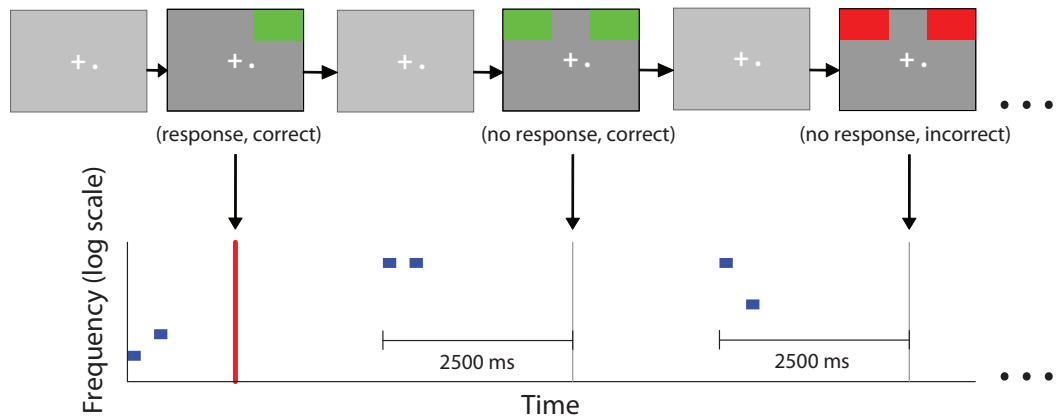 (response, correct)
(no response, correct)
(no response, incorrect)
Frequency (log scale)
2500 ms
2500 ms
Time